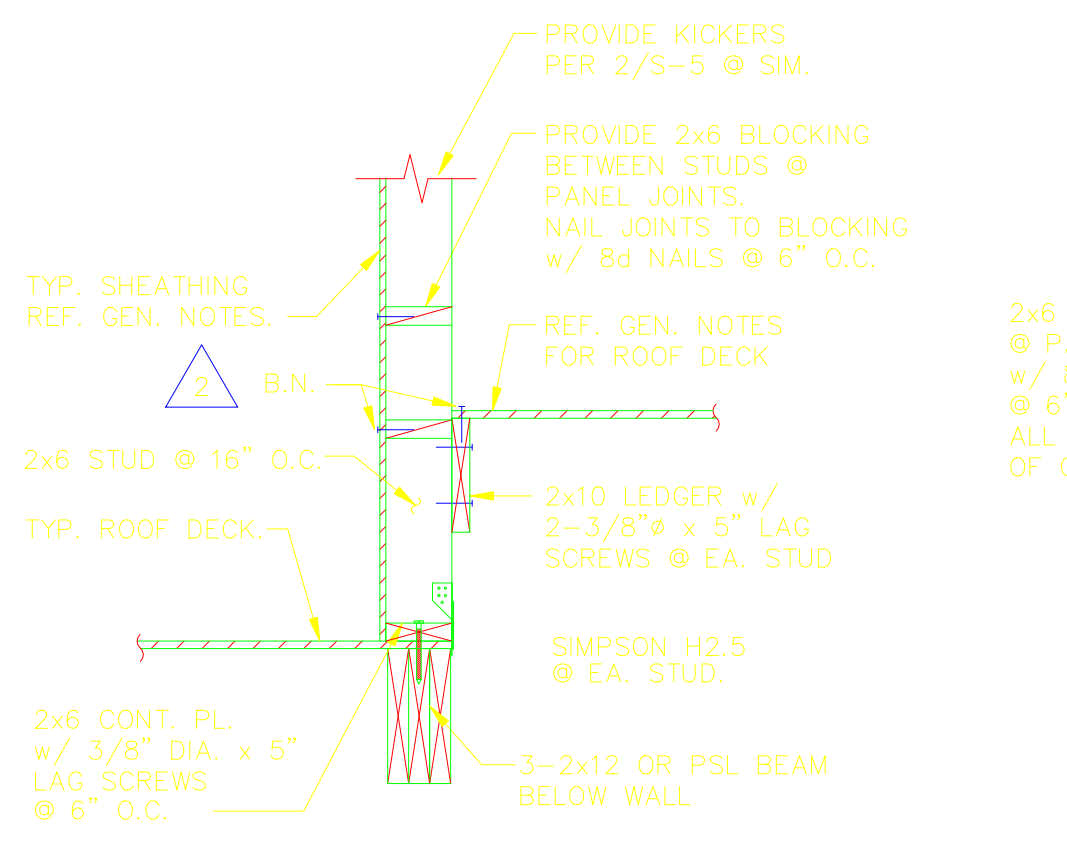 PROVIDE KICKERS
PER 2/S-5 @ SIM.
PROVIDE 2x6 BLOCKING
BETWEEN STUDS @
PANEL JOINTS.
NAIL JOINTS TO BLOCKING
w/ 8d NAILS @ 6" O.C.
TYP. SHEATHING
REF. GEN. NOTES.
REF. GEN. NOTES
FOR ROOF DECK
2
B.N.
2x6 STUD @ 16" O.C.
TYP. ROOF DECK.
2x10 LEDGER w/
2-3/8"Ø x 5" LAG
SCREWS @ EA. STUD
SIMPSON H2.5
@ EA. STUD.
2x6 CONT. PL.
w/ 3/8" DIA. x 5"
LAG SCREWS
@ 6" O.C.
3-2x12 OR PSL BEAM
BELOW WALL
2x6
@ P.
w/
@ 6"
ALL
OF